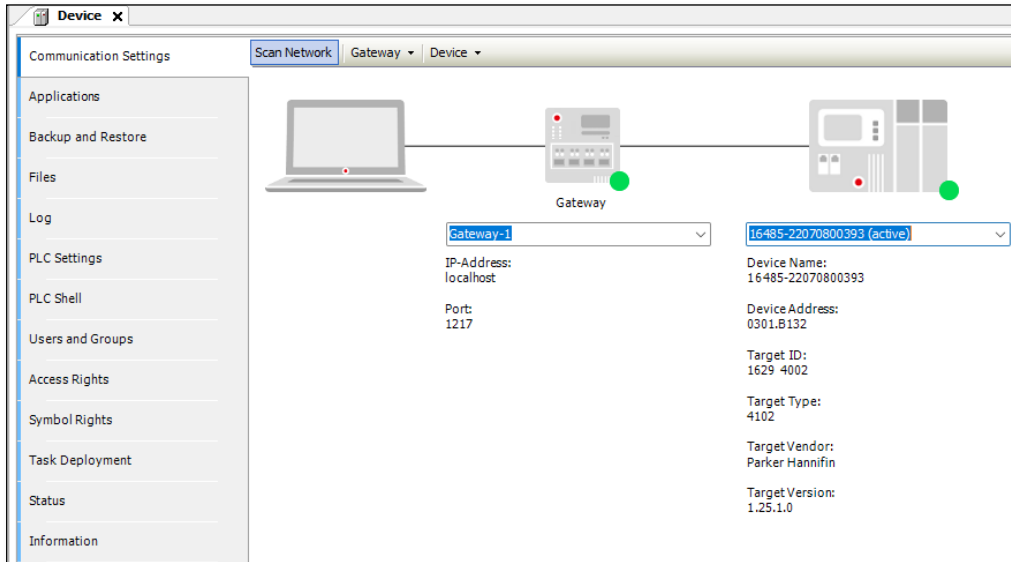 Device
Communication Settings
Scan Network Gateway Device
Applications
Backup and Restore
Files
Log
PLC Settings
PLC Shell
Users and Groups
Access Rights
Symbol Rights
Task Deployment
Status
Information
Gateway
Gateway-1
IP-Address:
localhost
Port:
1217
16485-22070800393 (active)
Device Name:
16485-22070800393
Device Address:
0301.B132
Target ID:
1629 4002
Target Type:
4102
Target Vendor:
Parker Hannifin
Target Version:
1.25.1.0